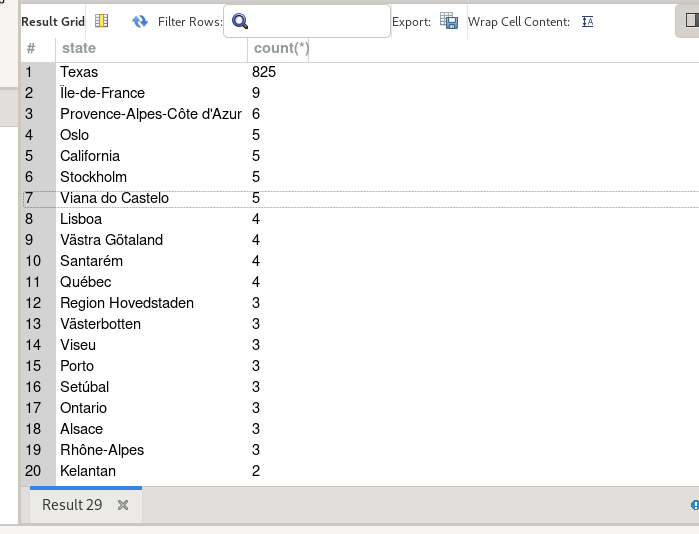 Result Grid Filter Rows: Export: Wrap Cell Content: IA
# state count(*)
1 Texas 825
2 Île-de-France 9
3 Provence-Alpes-Côte d'Azur 6
4 Oslo 5
5 California 5
6 Stockholm 5
7 Viana do Castelo 5
8 Lisboa 4
9 Västra Götaland 4
10 Santarém 4
11 Québec 4
12 Region Hovedstaden 3
13 Västerbotten 3
14 Viseu 3
15 Porto 3
16 Setúbal 3
17 Ontario 3
18 Alsace 3
19 Rhône-Alpes 3
20 Kelantan 2
Result 29